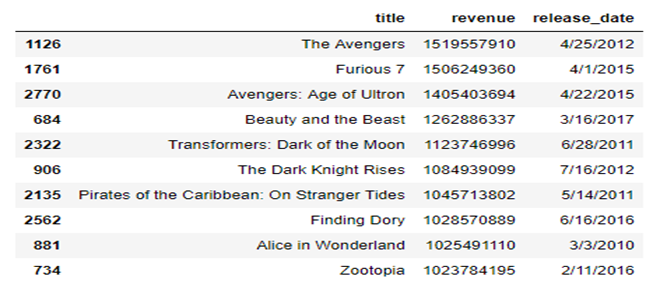 title revenue release_date
1126 The Avengers 1519557910 4/25/2012
1761 Furious 7 1506249360 4/1/2015
2770 Avengers: Age of Ultron 1405403694 4/22/2015
684 Beauty and the Beast 1262886337 3/16/2017
2322 Transformers: Dark of the Moon 1123746996 6/28/2011
906 The Dark Knight Rises 1084939099 7/16/2012
2135 Pirates of the Caribbean: On Stranger Tides 1045713802 5/14/2011
2562 Finding Dory 1028570889 6/16/2016
881 Alice in Wonderland 1025491110 3/3/2010
734 Zootopia 1023784195 2/11/2016